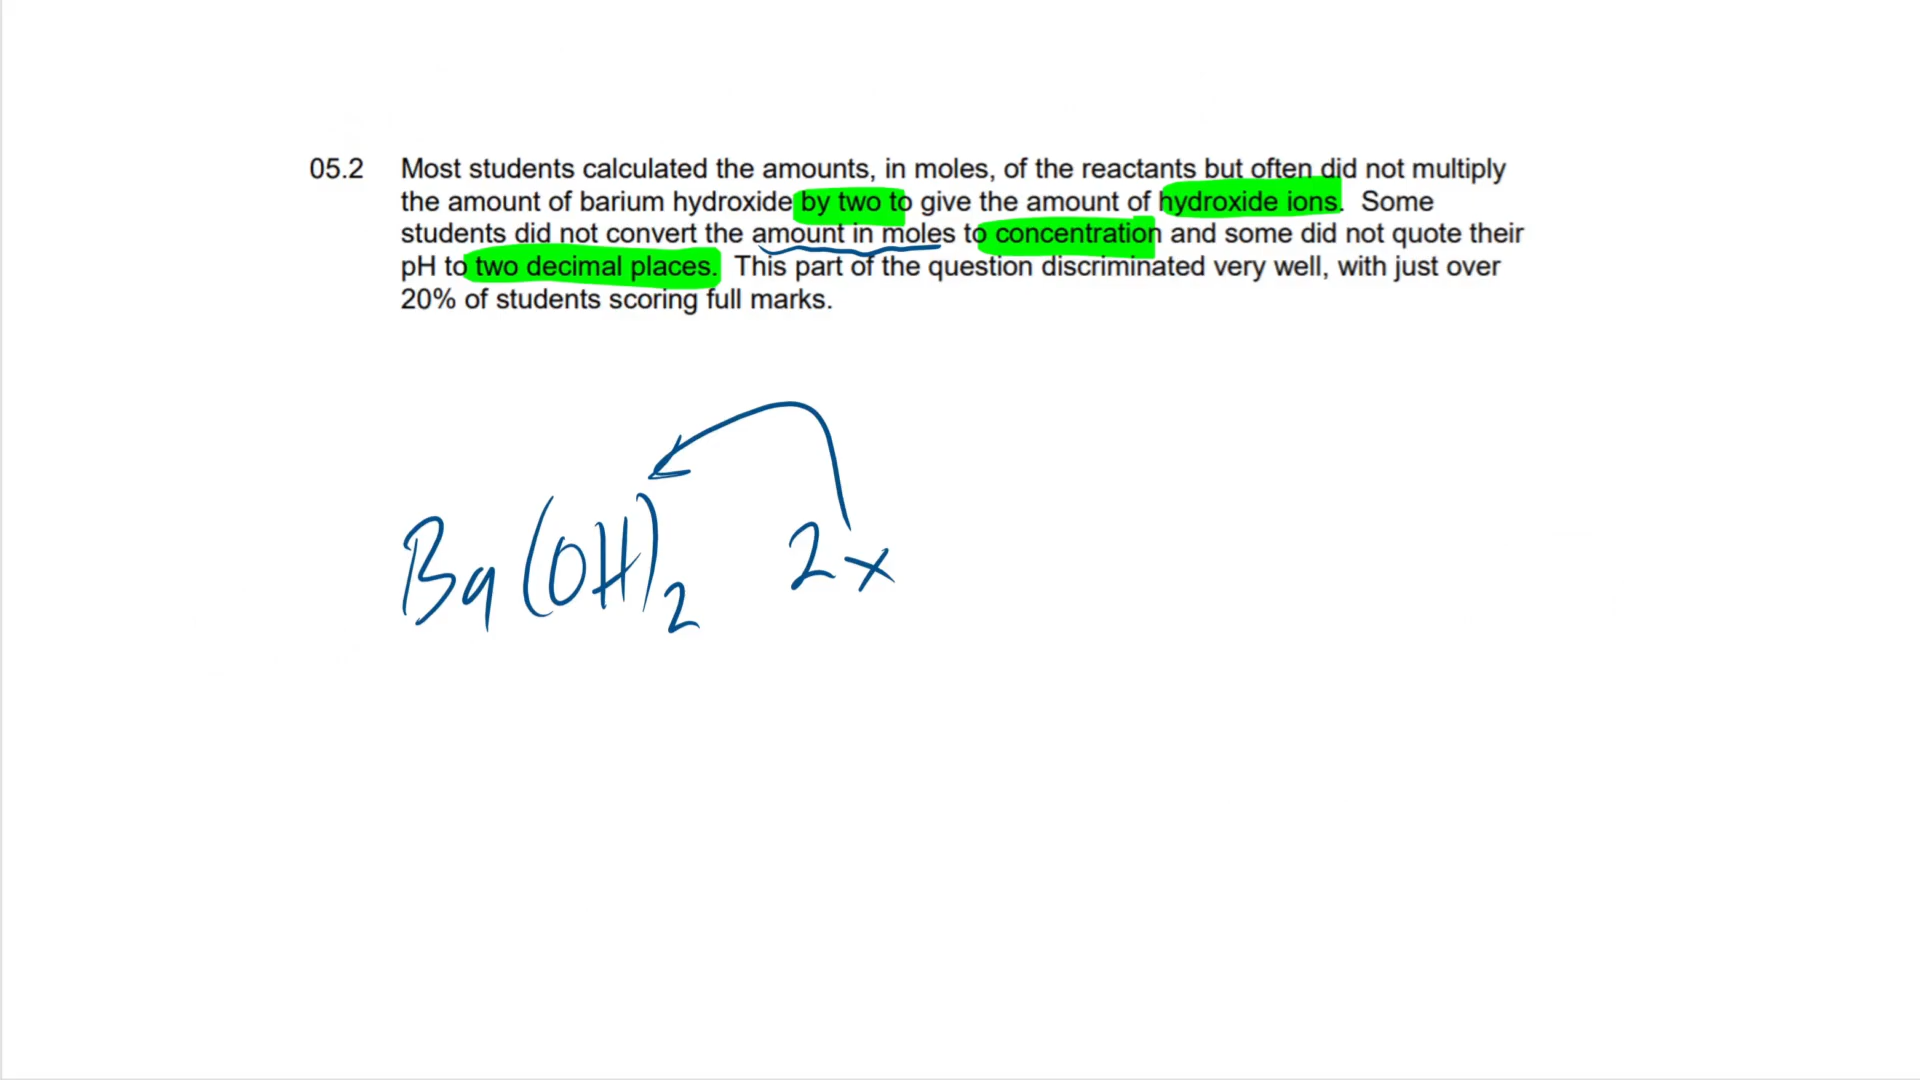 05.2 Most students calculated the amounts, in moles, of the reactants but often did not multiply
the amount of barium hydroxide by two to give the amount of hydroxide ions. Some
students did not convert the amount in moles to concentration and some did not quote their
pH to two decimal places. This part of the question discriminated very well, with just over
20% of students scoring full marks.
Ba(OH)₂ 2x